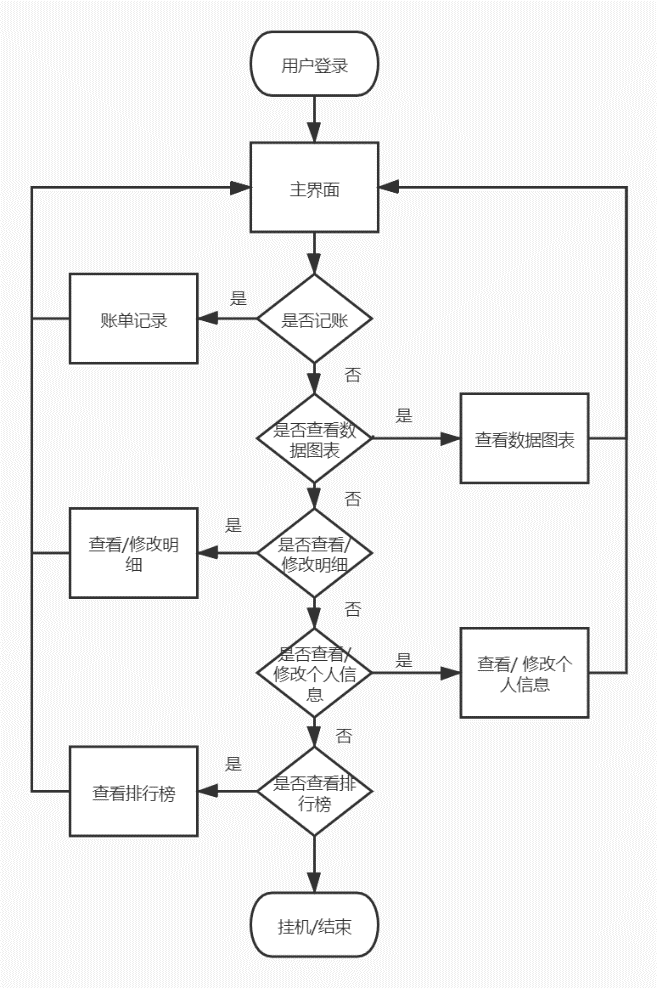 用户登录
主界面
是
账单记录
是否记账
否
是否查看数
据图表
是
查看数据图表
否
查看/修改明
细
是
是否查看/
修改明细
否
是否查看/
修改个人信
息
是
查看/ 修改个
人信息
否
查看排行榜
是
是否查看排
行榜
挂机/结束